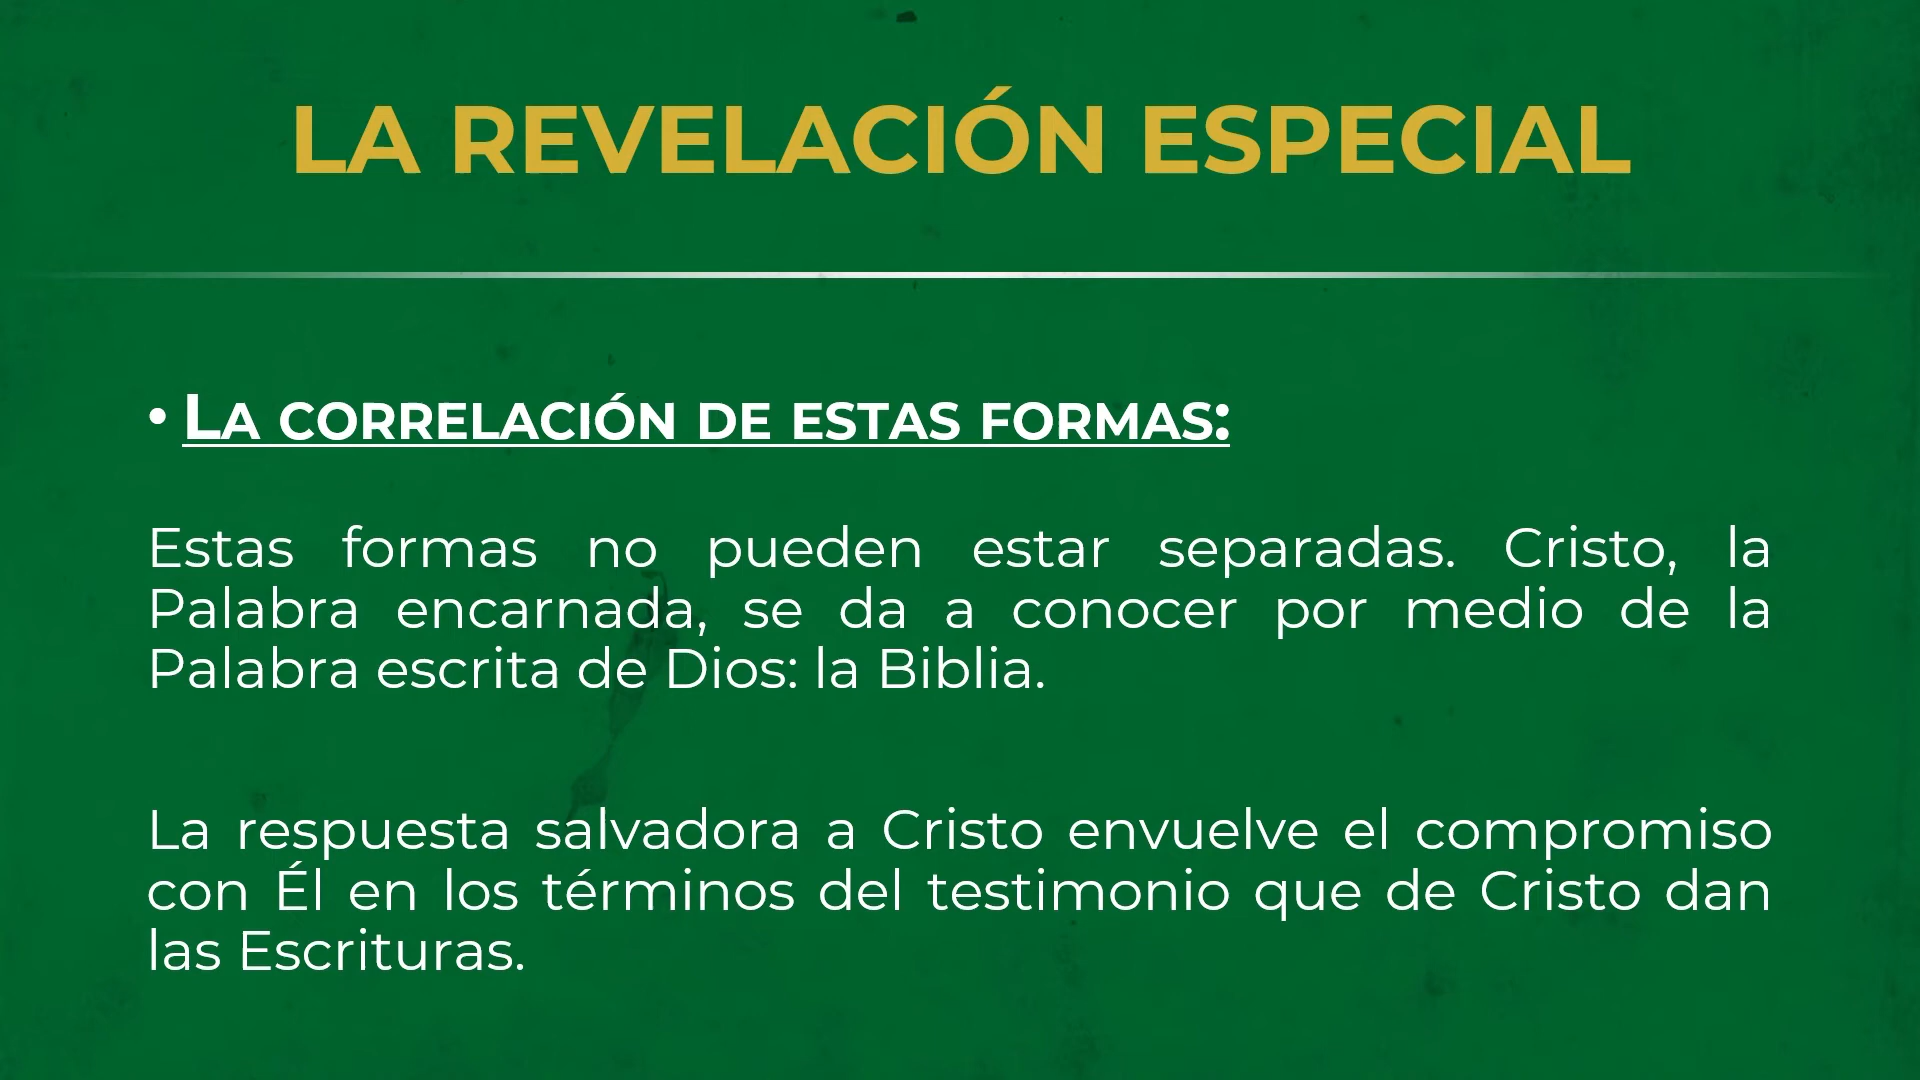 LA REVELACIÓN ESPECIAL
• LA CORRELACIÓN DE ESTAS FORMAS:
Estas formas no pueden estar separadas. Cristo, la
Palabra encarnada, se da a conocer por medio de la
Palabra escrita de Dios: la Biblia.
La respuesta salvadora a Cristo envuelve el compromiso
con Él en los términos del testimonio que de Cristo dan
las Escrituras.